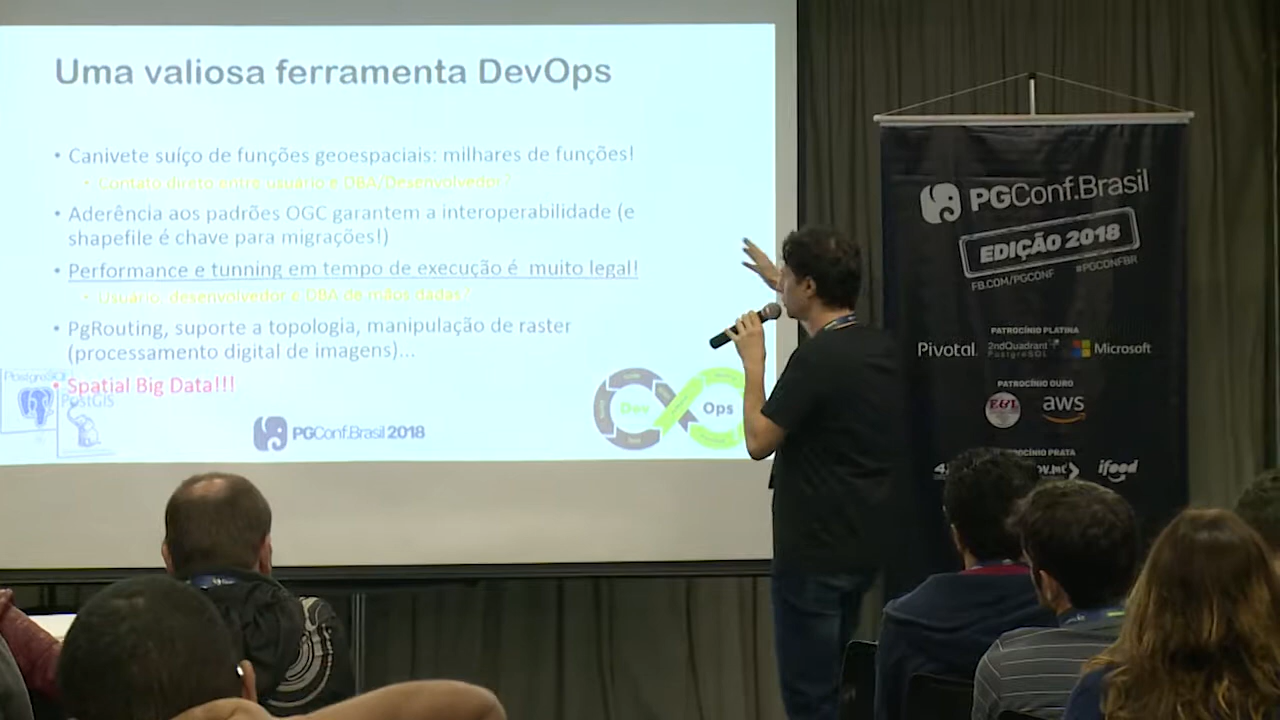 Uma valiosa ferramenta DevOps
• Canivete suíço de funções geoespaciais: milhares de funções!
• Contato direto entre usuário e DBA/Desenvolvedor?
• Aderência aos padrões OGC garantem a interoperabilidade (e
shapefile é chave para migrações!)
• Performance e tunning em tempo de execução é muito legal!
• Usuário, desenvolvedor e DBA de mãos dadas?
• PgRouting, suporte a topologia, manipulação de raster
(processamento digital de imagens)...
• Spatial Big Data!!!
PostgreSQL
PostGIS
PGConf.Brasil 2018
Dev Ops
PGConf.Brasil
EDIÇÃO 2018
FB.COM/PGCONF #PGCONFBR
PATROCÍNIO PLATINA
Pivotal. 2ndQuadrant PostgreSQL Microsoft
PATROCÍNIO OURO
aws
PATROCÍNIO PRATA
ifood